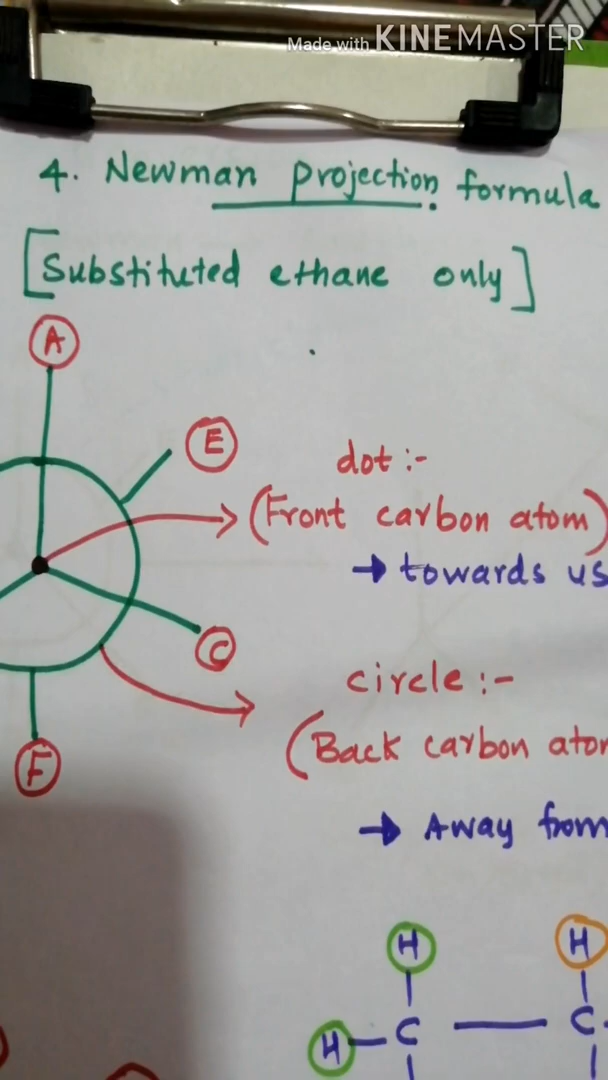 Made with KINEMASTER
4. Newman projection formula
[Substituted ethane only]
A
E
dot :-
(Front carbon atom)
→ towards us
C
circle :-
(Back carbon atom
F
→ Away from
H H
H — C — C